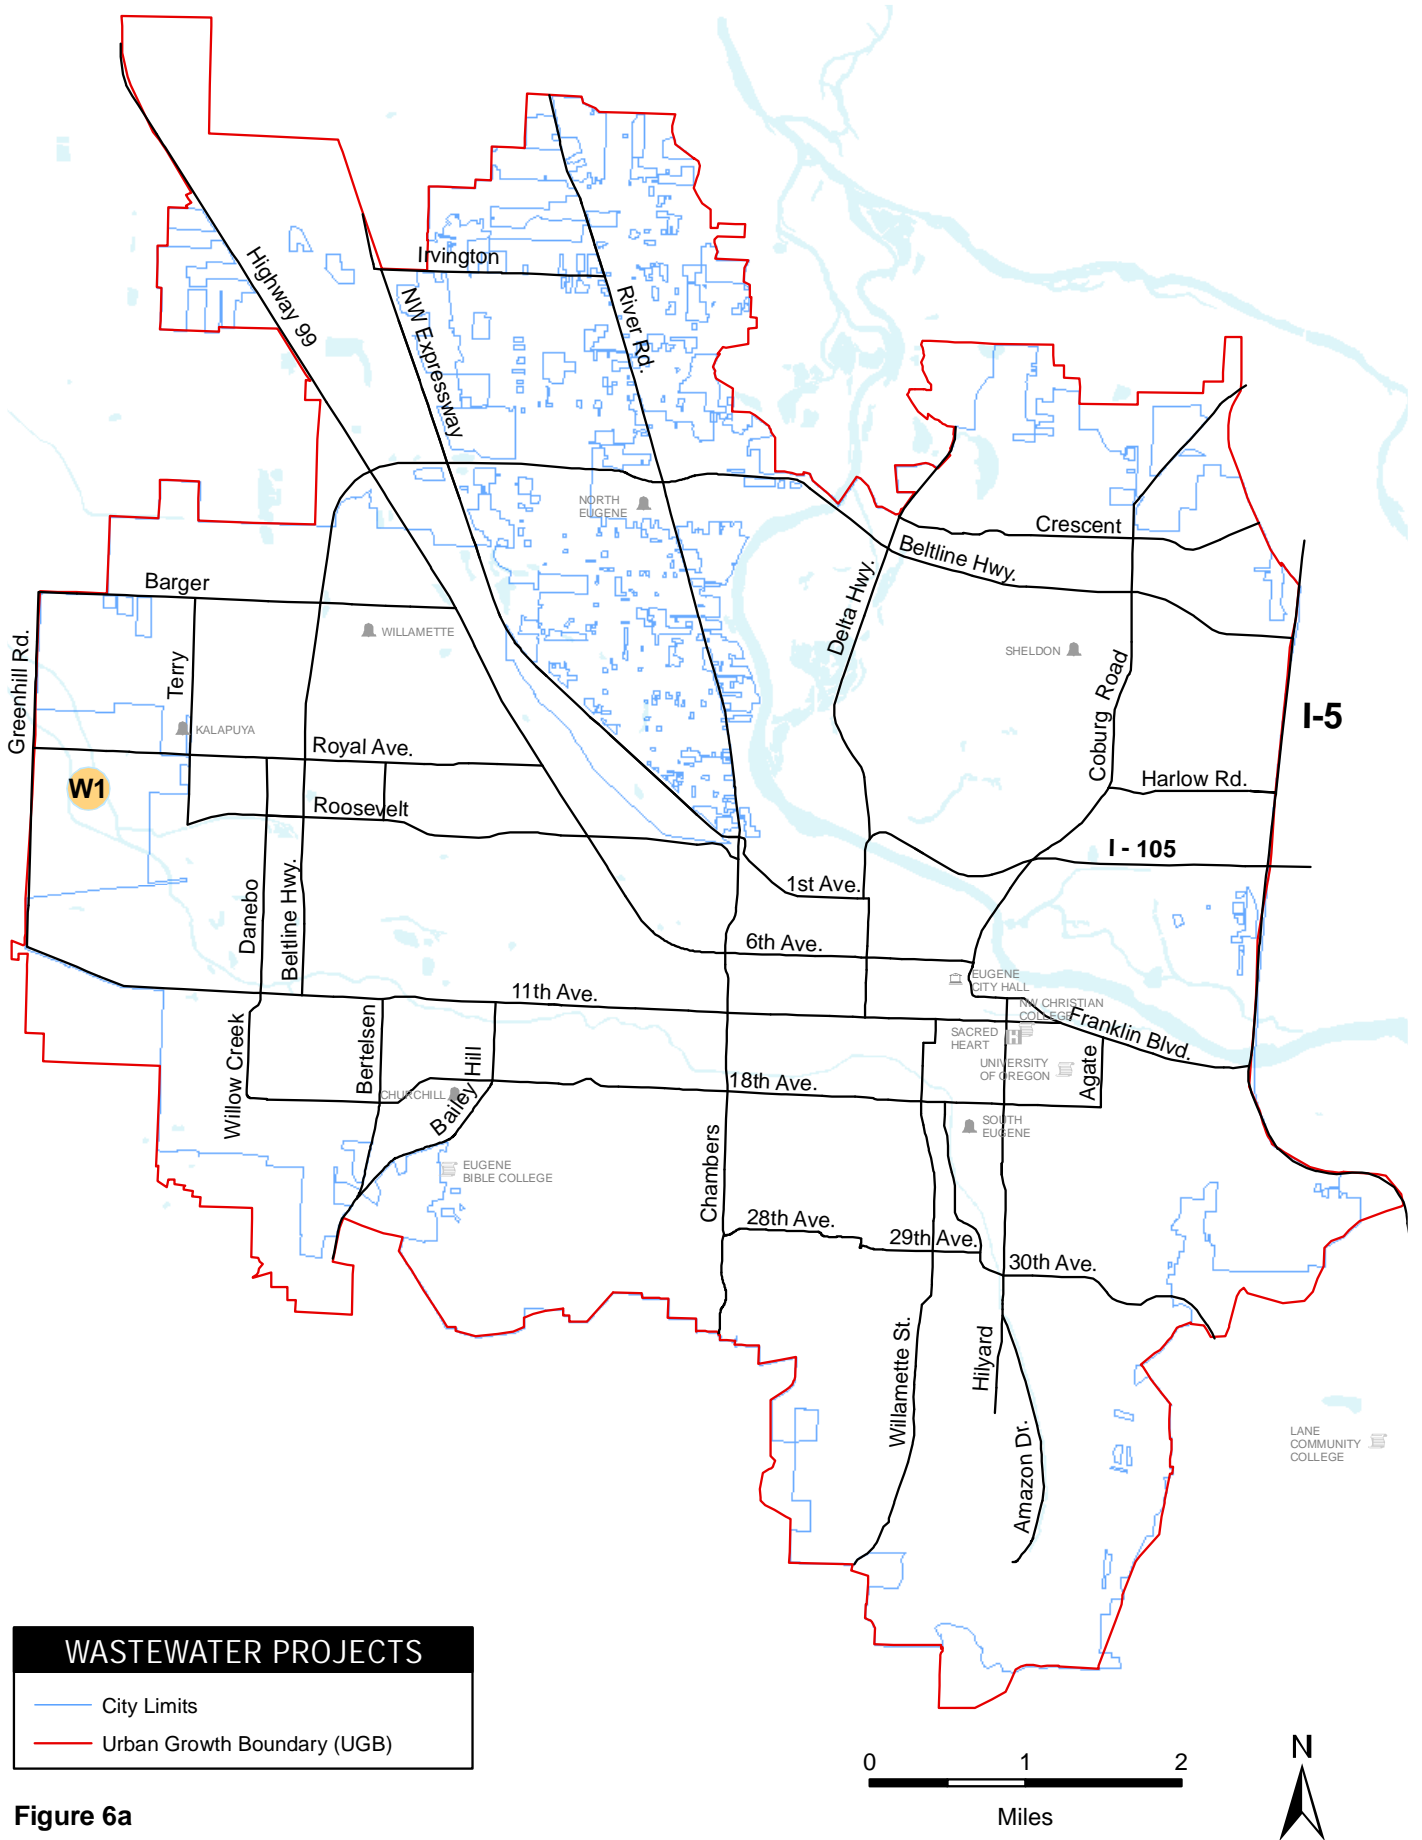 Irvington
Highway 99
NW Expressway
River Rd.
NORTH
EUGENE
Crescent
Beltline Hwy.
Delta Hwy.
Barger
WILLAMETTE
Greenhill Rd.
Terry
KALAPUYA
SHELDON
Coburg Road
I-5
Royal Ave.
W1
Roosevelt
Harlow Rd.
I - 105
1st Ave.
Danebo
Beltline Hwy.
6th Ave.
EUGENE
CITY HALL
11th Ave.
NW CHRISTIAN
COLLEGE
Franklin Blvd.
SACRED
HEART
H
UNIVERSITY
OF OREGON
Agate
Willow Creek
Bertelsen
Bailey Hill
CHURCHILL
18th Ave.
SOUTH
EUGENE
Chambers
EUGENE
BIBLE COLLEGE
28th Ave.
29th Ave.
30th Ave.
Willamette St.
Hilyard
Amazon Dr.
LANE
COMMUNITY
COLLEGE
WASTEWATER PROJECTS
City Limits
Urban Growth Boundary (UGB)
0 1 2
Miles
N
Figure 6a